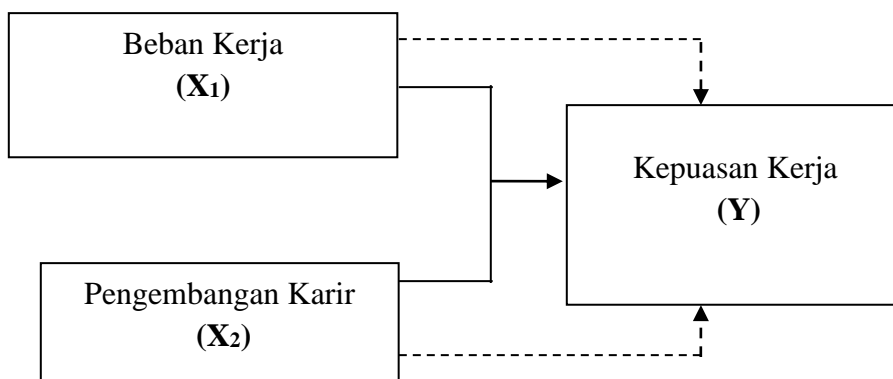 Beban Kerja
(X1)
Kepuasan Kerja
(Y)
Pengembangan Karir
(X2)